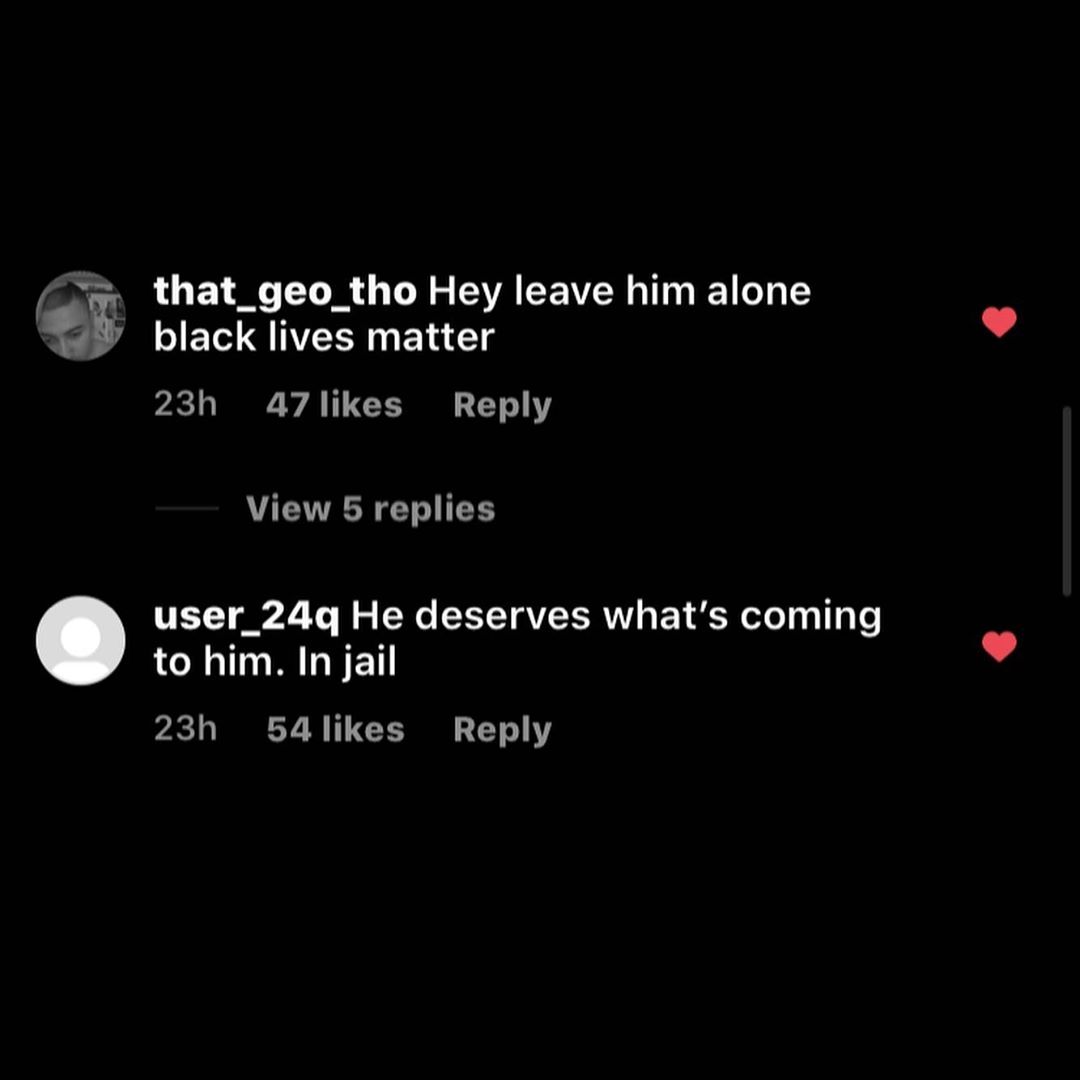 that_geo_tho Hey leave him alone
black lives matter
23h 47 likes Reply
View 5 replies
user_24q He deserves what’s coming
to him. In jail
23h 54 likes Reply